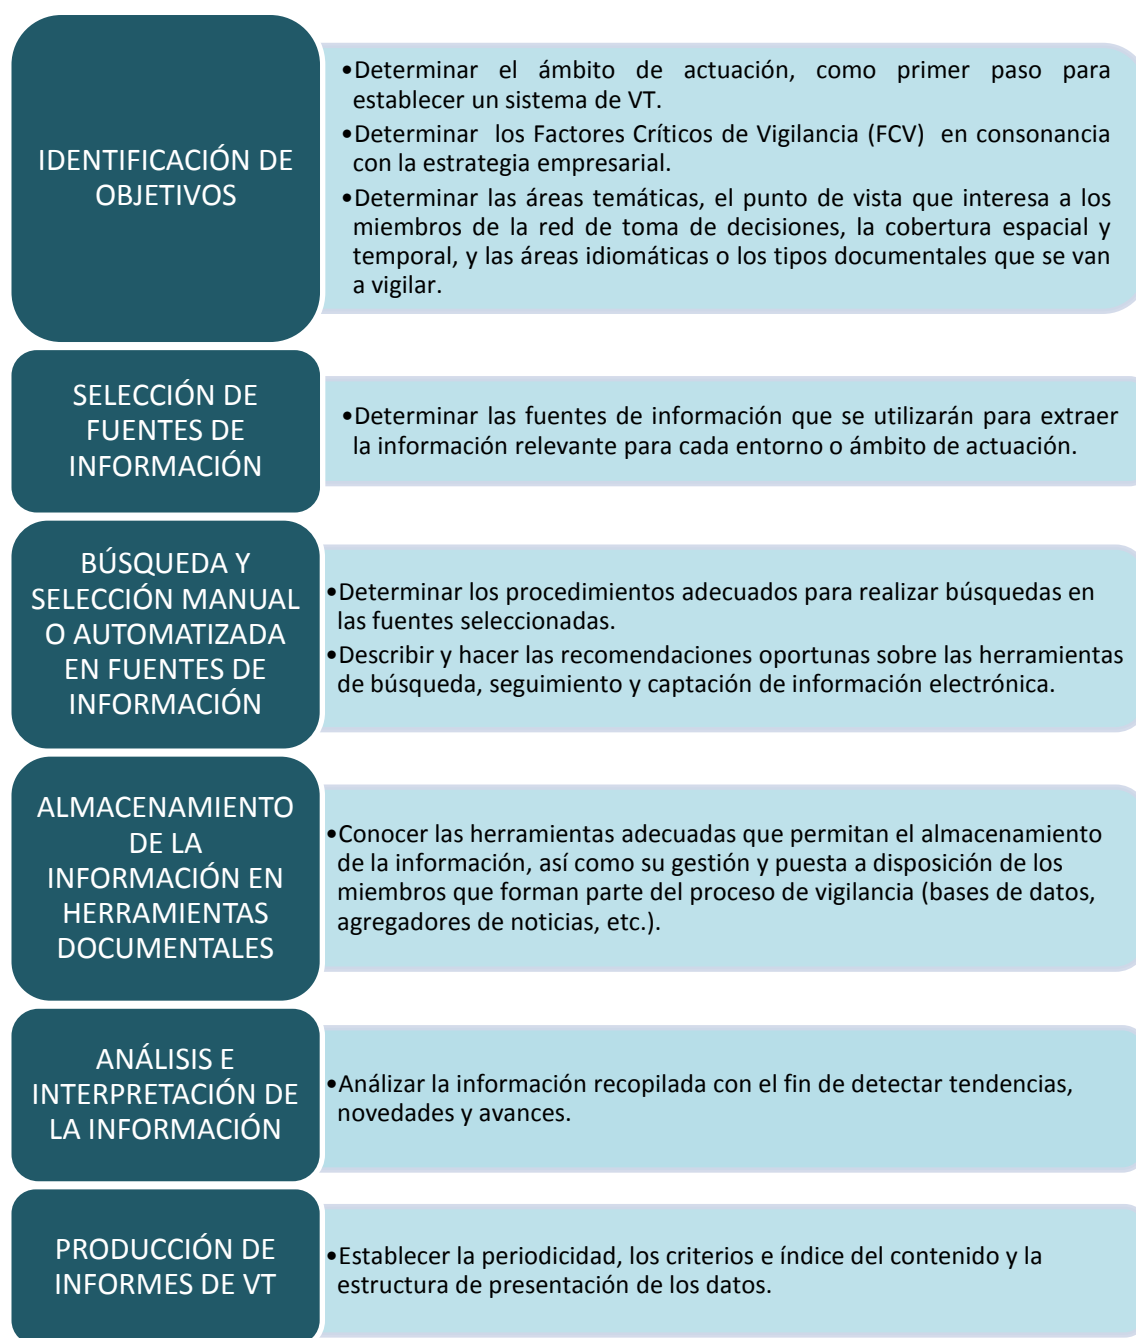 IDENTIFICACIÓN DE
OBJETIVOS
•Determinar el ámbito de actuación, como primer paso para
establecer un sistema de VT.
•Determinar los Factores Críticos de Vigilancia (FCV) en consonancia
con la estrategia empresarial.
•Determinar las áreas temáticas, el punto de vista que interesa a los
miembros de la red de toma de decisiones, la cobertura espacial y
temporal, y las áreas idiomáticas o los tipos documentales que se van
a vigilar.
SELECCIÓN DE
FUENTES DE
INFORMACIÓN
•Determinar las fuentes de información que se utilizarán para extraer
la información relevante para cada entorno o ámbito de actuación.
BÚSQUEDA Y
SELECCIÓN MANUAL
O AUTOMATIZADA
EN FUENTES DE
INFORMACIÓN
•Determinar los procedimientos adecuados para realizar búsquedas en
las fuentes seleccionadas.
•Describir y hacer las recomendaciones oportunas sobre las herramientas
de búsqueda, seguimiento y captación de información electrónica.
ALMACENAMIENTO
DE LA
INFORMACIÓN EN
HERRAMIENTAS
DOCUMENTALES
•Conocer las herramientas adecuadas que permitan el almacenamiento
de la información, así como su gestión y puesta a disposición de los
miembros que forman parte del proceso de vigilancia (bases de datos,
agregadores de noticias, etc.).
ANÁLISIS E
INTERPRETACIÓN DE
LA INFORMACIÓN
•Análizar la información recopilada con el fin de detectar tendencias,
novedades y avances.
PRODUCCIÓN DE
INFORMES DE VT
•Establecer la periodicidad, los criterios e índice del contenido y la
estructura de presentación de los datos.